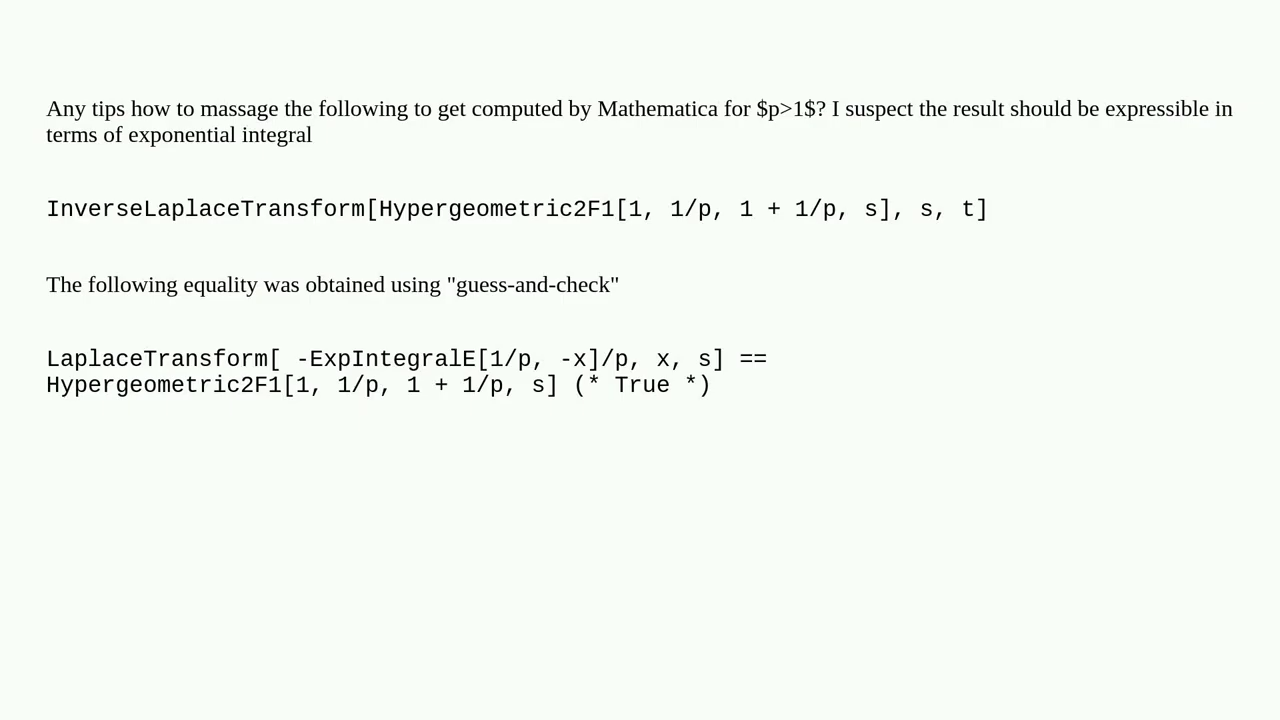 Any tips how to massage the following to get computed by Mathematica for $p>1$? I suspect the result should be expressible in
terms of exponential integral
InverseLaplaceTransform[Hypergeometric2F1[1, 1/p, 1 + 1/p, s], s, t]
The following equality was obtained using "guess-and-check"
LaplaceTransform[ -ExpIntegralE[1/p, -x]/p, x, s] ==
Hypergeometric2F1[1, 1/p, 1 + 1/p, s] (* True *)